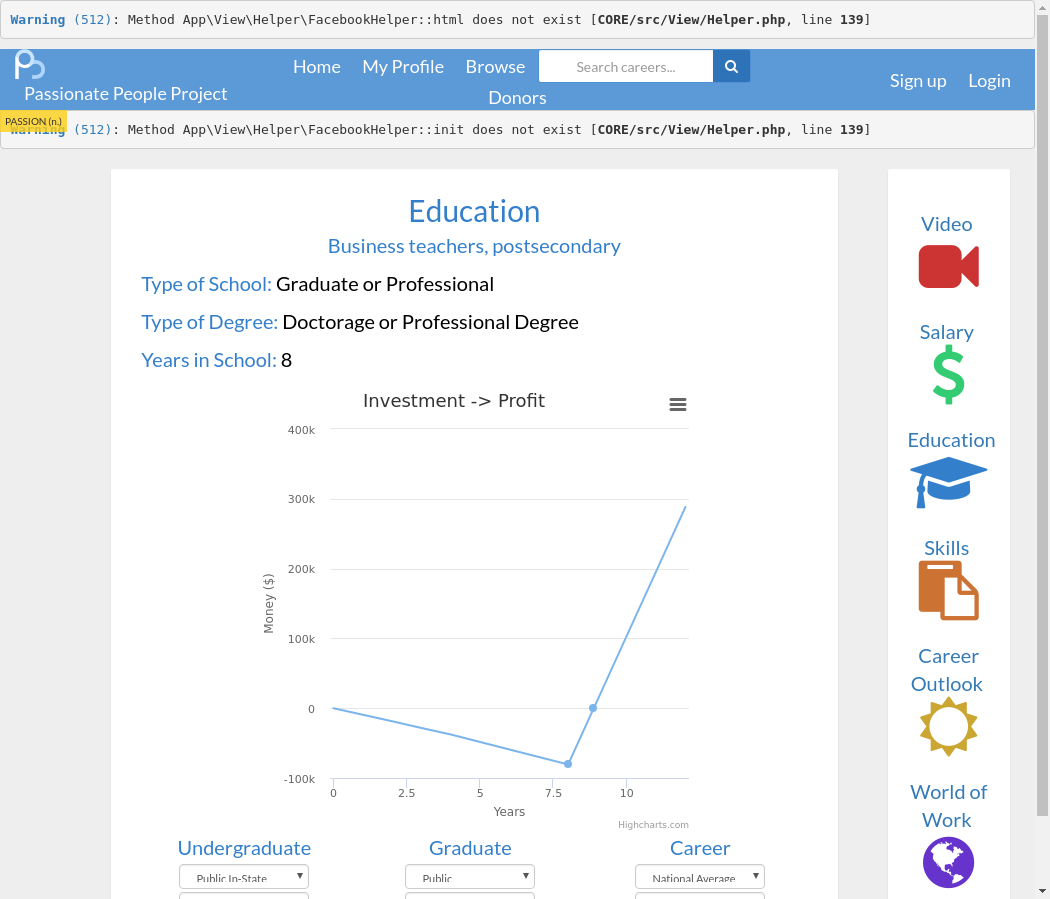 Warning (512): Method App\View\Helper\FacebookHelper::html does not exist [CORE/src/View/Helper.php, line 139]
Passionate People Project
Home
My Profile
Browse
Search careers...
Donors
Sign up
Login
PASSION (n.)
Warning (512): Method App\View\Helper\FacebookHelper::init does not exist [CORE/src/View/Helper.php, line 139]
Education
Business teachers, postsecondary
Type of School: Graduate or Professional
Type of Degree: Doctorage or Professional Degree
Years in School: 8
Investment -> Profit
400k
300k
200k
100k
0
-100k
Money ($)
0
2.5
5
7.5
10
Years
Highcharts.com
Undergraduate
Graduate
Career
Public In-State
Public
National Average
Video
Salary
Education
Skills
Career
Outlook
World of
Work